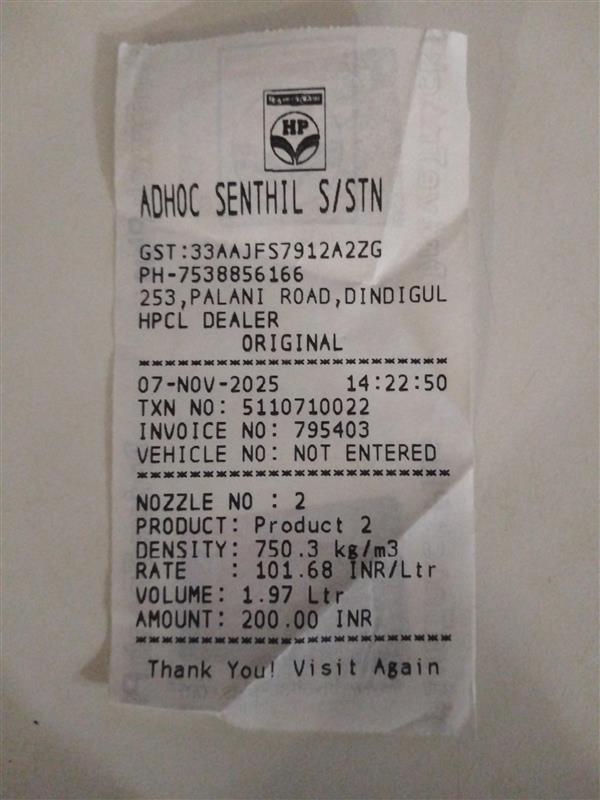 HP
ADHOC SENTHIL S/STN
GST:33AAJFS7912A2ZG
PH-7538856166
253,PALANI ROAD,DINDIGUL
HPCL DEALER
ORIGINAL
************************
07-NOV-2025 14:22:50
TXN NO: 5110710022
INVOICE NO: 795403
VEHICLE NO: NOT ENTERED
************************
NOZZLE NO : 2
PRODUCT: Product 2
DENSITY: 750.3 kg/m3
RATE : 101.68 INR/Ltr
VOLUME: 1.97 Ltr
AMOUNT: 200.00 INR
************************
Thank You! Visit Again